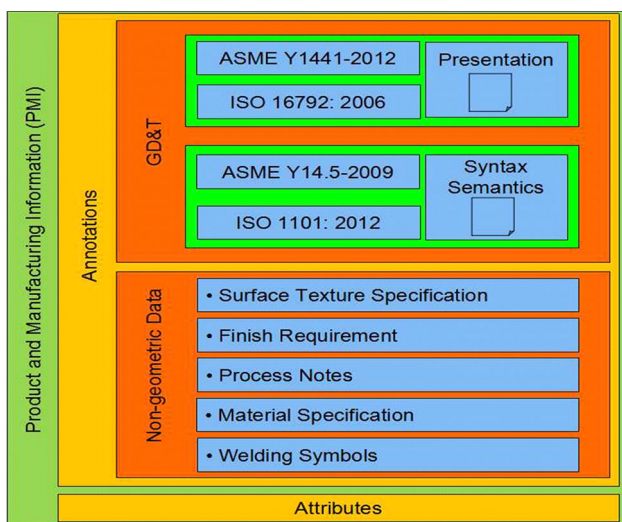 Product and Manufacturing Information (PMI)
Annotations
GD&T
ASME Y1441-2012
ISO 16792: 2006
Presentation
ASME Y14.5-2009
ISO 1101: 2012
Syntax
Semantics
Non-geometric Data
• Surface Texture Specification
• Finish Requirement
• Process Notes
• Material Specification
• Welding Symbols
Attributes